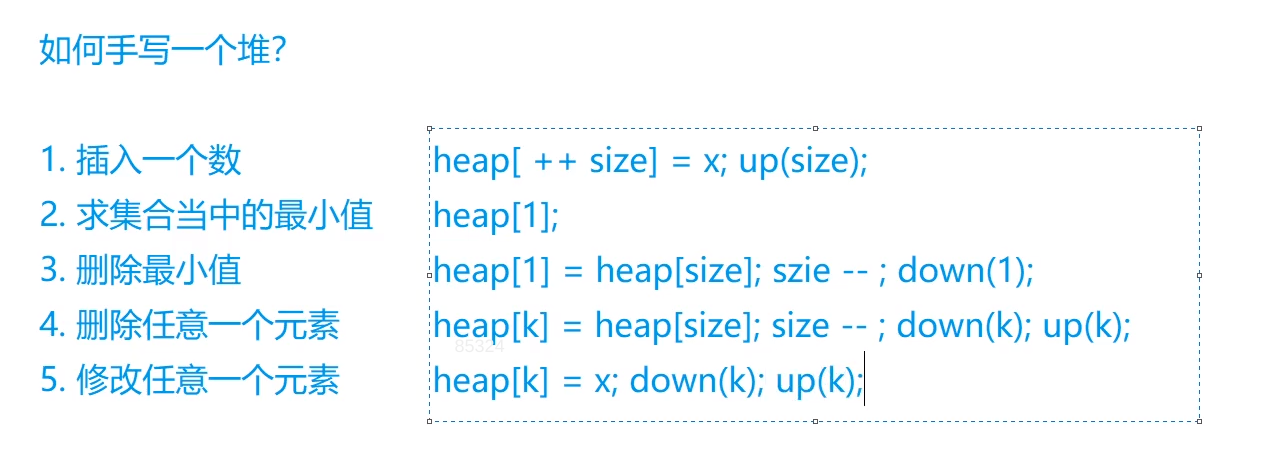 如何手写一个堆?
1. 插入一个数 heap[ ++ size] = x; up(size);
2. 求集合当中的最小值 heap[1];
3. 删除最小值 heap[1] = heap[size]; szie -- ; down(1);
4. 删除任意一个元素 heap[k] = heap[size]; size -- ; down(k); up(k);
85324
5. 修改任意一个元素 heap[k] = x; down(k); up(k);